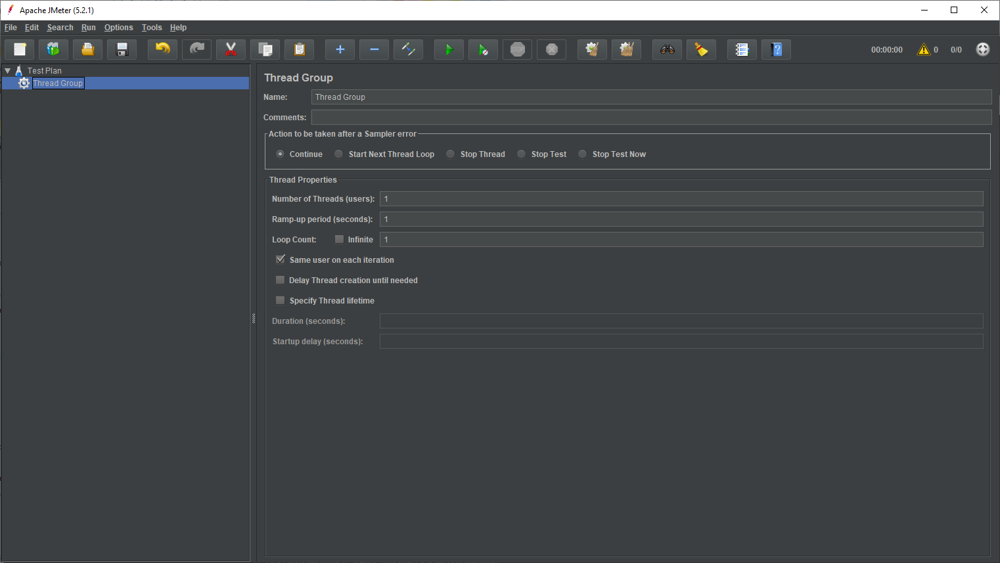 Apache JMeter (5.2.1)
File Edit Search Run Options Tools Help
STOP
00:00:00 0 0/0
Test Plan
Thread Group
Thread Group
Name: Thread Group
Comments:
Action to be taken after a Sampler error
Continue Start Next Thread Loop Stop Thread Stop Test Stop Test Now
Thread Properties
Number of Threads (users): 1
Ramp-up period (seconds): 1
Loop Count: Infinite 1
Same user on each iteration
Delay Thread creation until needed
Specify Thread lifetime
Duration (seconds):
Startup delay (seconds):